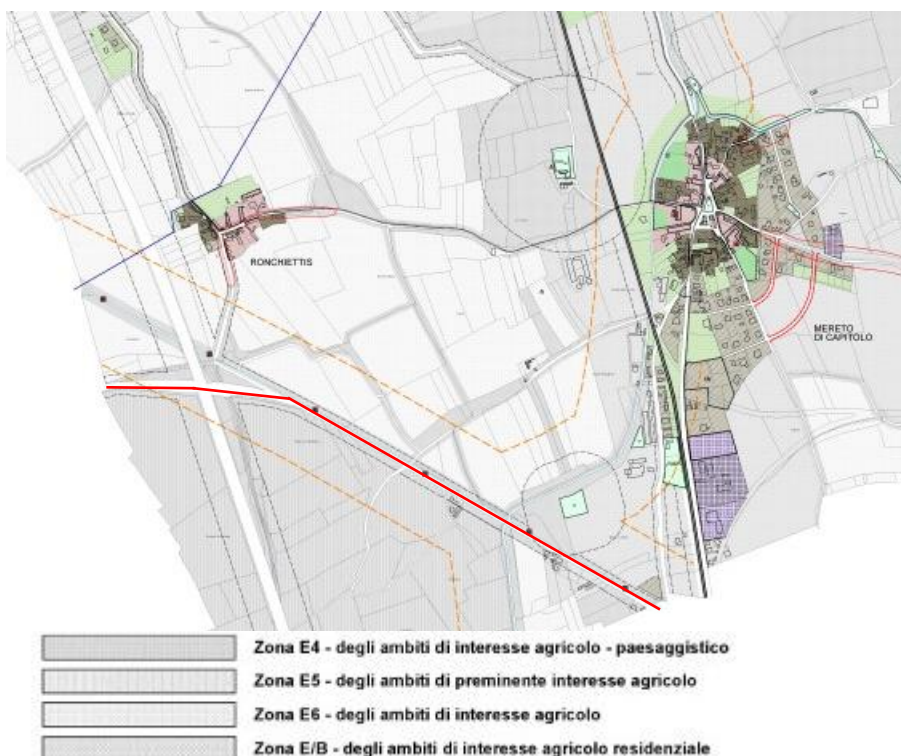 RONCHIETTIS
MERETO
DI CAPITOLO
Zona E4 - degli ambiti di interesse agricolo - paesaggistico
Zona E5 - degli ambiti di preminente interesse agricolo
Zona E6 - degli ambiti di interesse agricolo
Zona E/B - degli ambiti di interesse agricolo residenziale